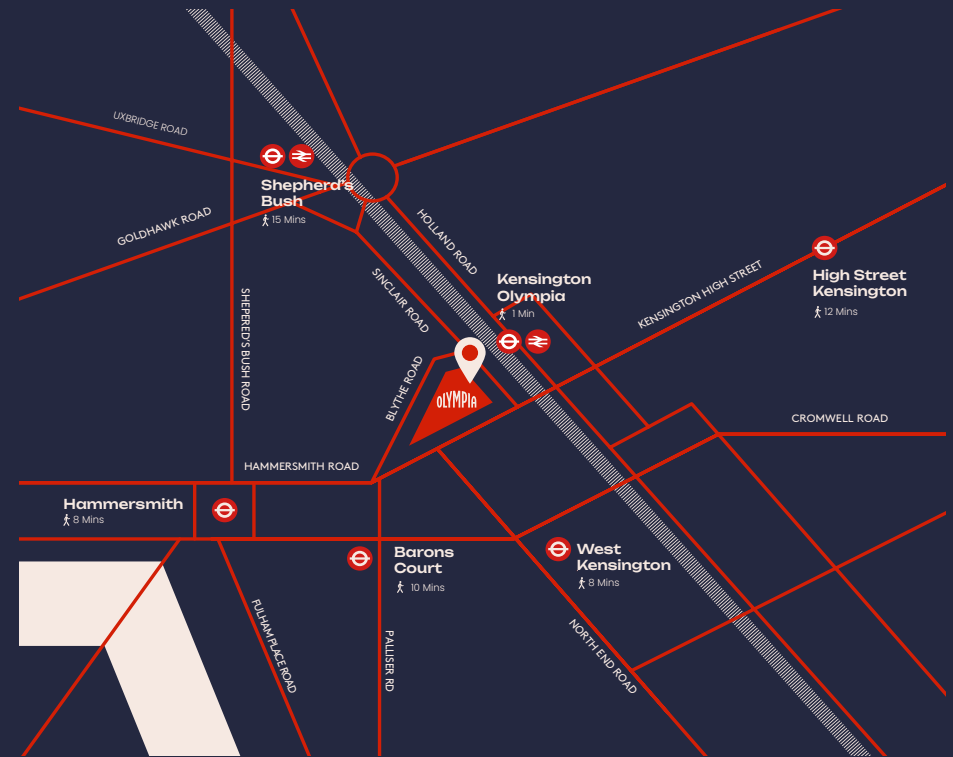 UXBRIDGE ROAD
Shepherd's
Bush
15 Mins
GOLDHAWK ROAD
HOLLAND ROAD
SINCLAIR ROAD
Kensington
Olympia
1 Min
KENSINGTON HIGH STREET
High Street
Kensington
12 Mins
SHEPERED'S BUSH ROAD
BLYTHE ROAD
OLYMPIA
CROMWELL ROAD
HAMMERSMITH ROAD
Hammersmith
8 Mins
Barons
Court
10 Mins
West
Kensington
8 Mins
FULHAM PLACE ROAD
PALLISER RD
NORTH END ROAD